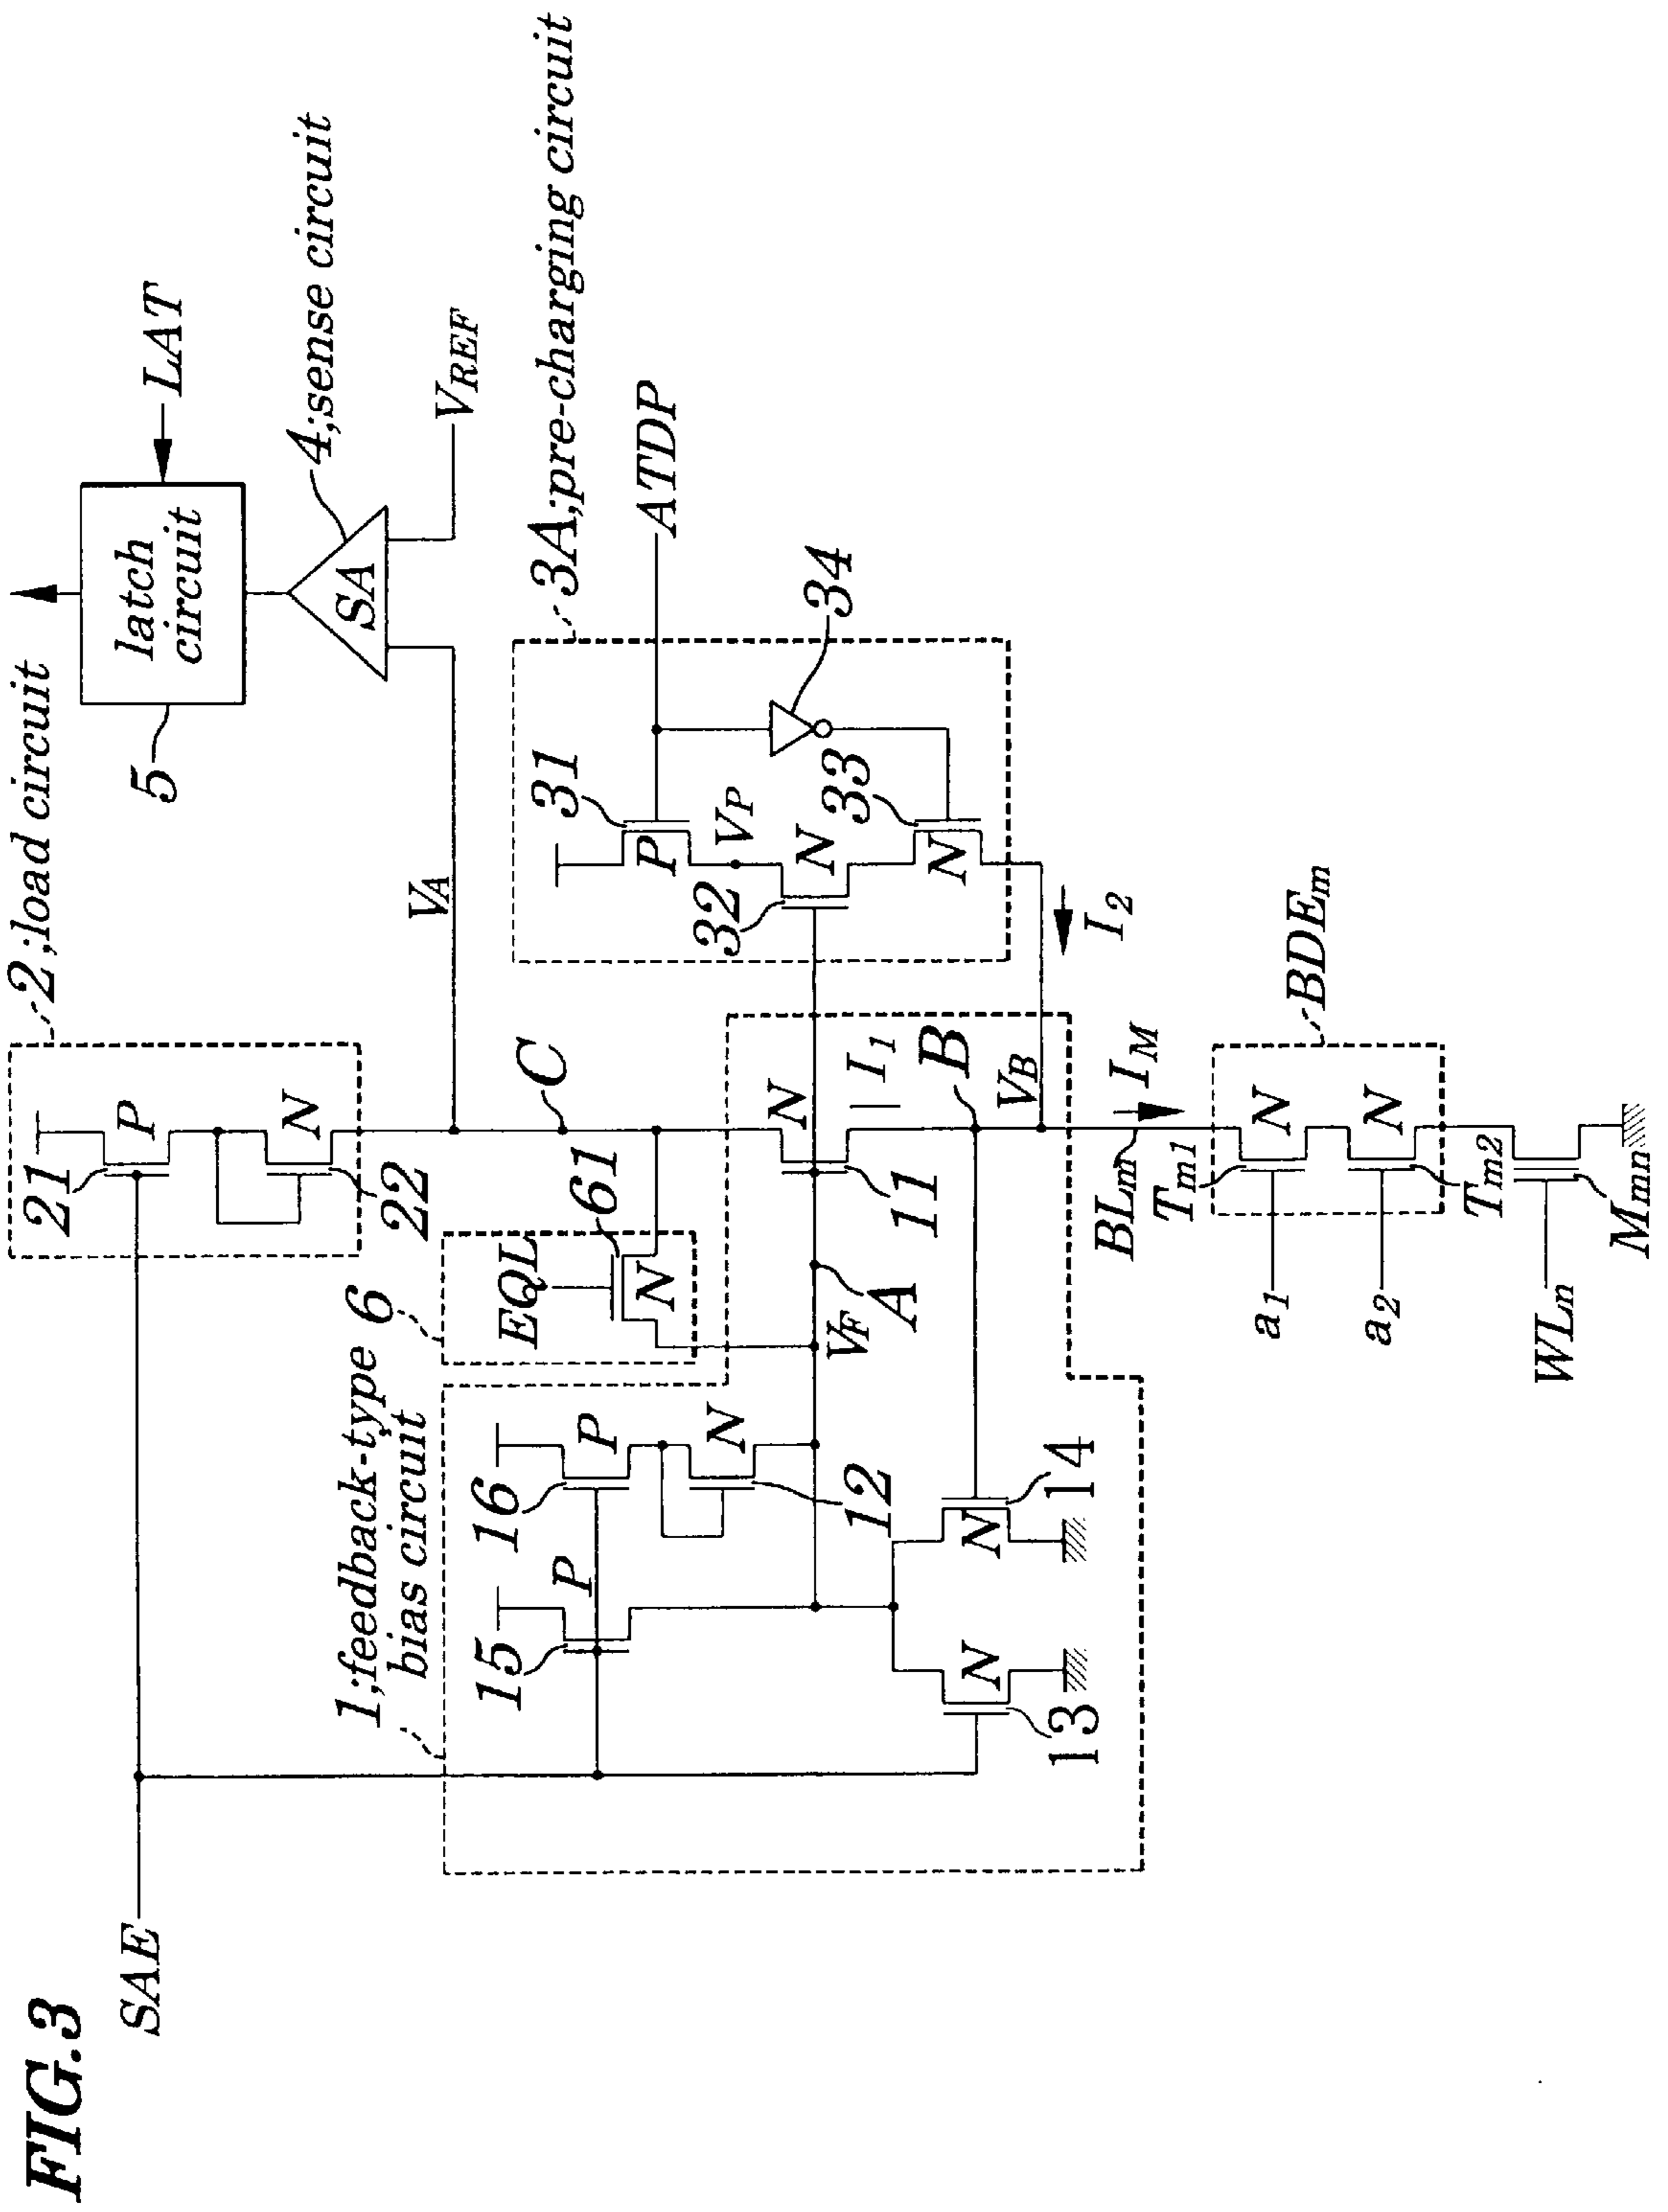 FIG.3
SAE
21
P
N
22
2;load circuit
5
latch
circuit
LAT
4;sense circuit
SA
VREF
VA
C
1;feedback-type
bias circuit
6
EQL
61
N
15
P
16
P
N
12
13
N
14
N
VF
A
N
11
I1
B
VB
3A;pre-charging circuit
ATDP
31
P
VP
32
N
33
N
34
I2
IM
BLm
BDEm
Tm1
N
N
Tm2
a1
a2
WLn
Mmn